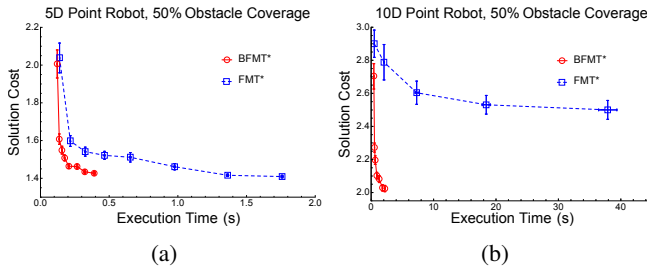 5D Point Robot, 50% Obstacle Coverage
2.2
2.0
1.8
1.6
1.4
0.0
0.5
1.0
1.5
2.0
Solution Cost
Execution Time (s)
BFMT*
FMT*
(a)
10D Point Robot, 50% Obstacle Coverage
3.0
2.8
2.6
2.4
2.2
2.0
0
10
20
30
40
Solution Cost
Execution Time (s)
BFMT*
FMT*
(b)